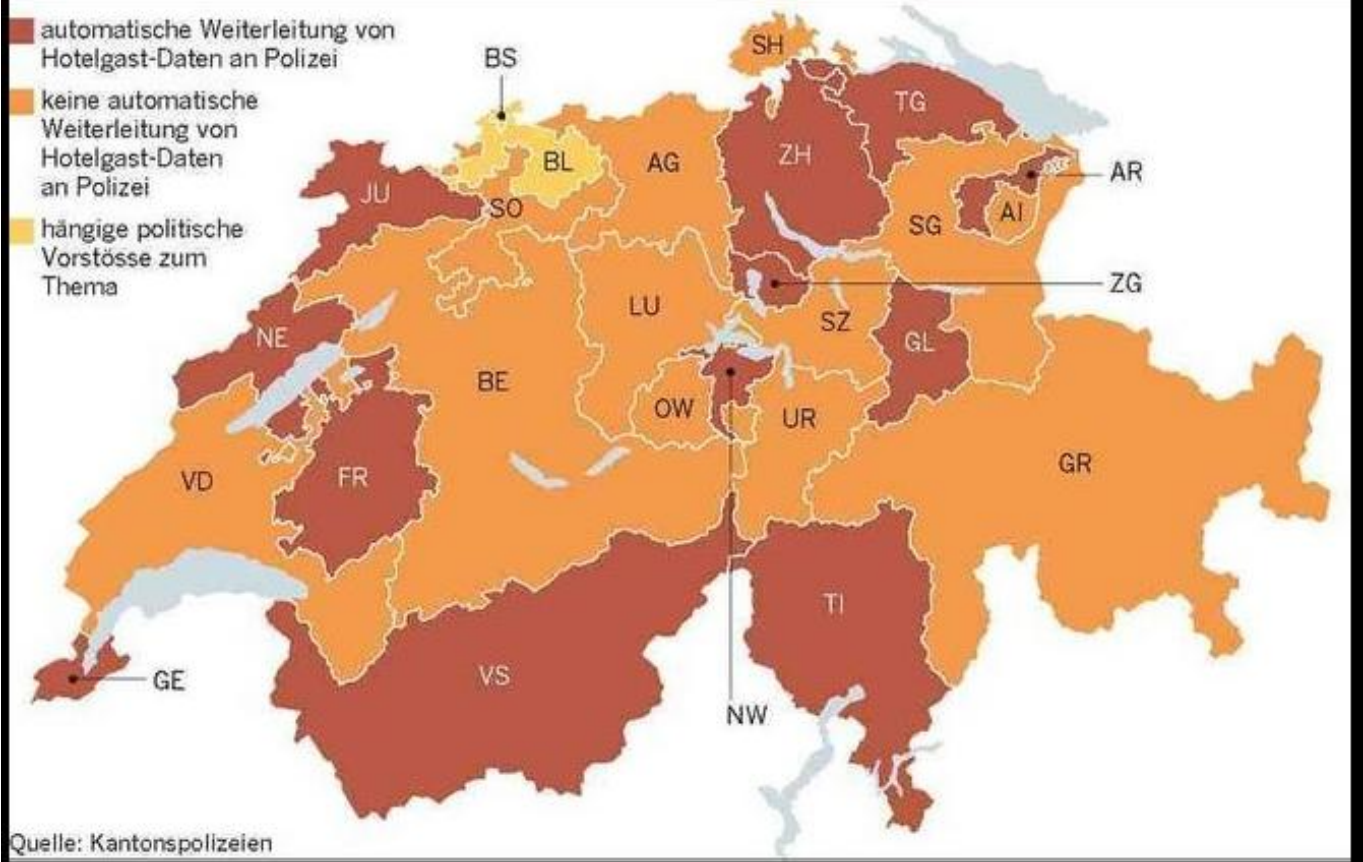 automatische Weiterleitung von
Hotelgast-Daten an Polizei
keine automatische
Weiterleitung von
Hotelgast-Daten
an Polizei
hängige politische
Vorstösse zum
Thema
BS
SH
TG
ZH
BL
AG
AR
JU
SO
SG
AI
ZG
LU
SZ
NE
GL
BE
OW
UR
GR
VD
FR
TI
VS
GE
NW
Quelle: Kantonspolizeien